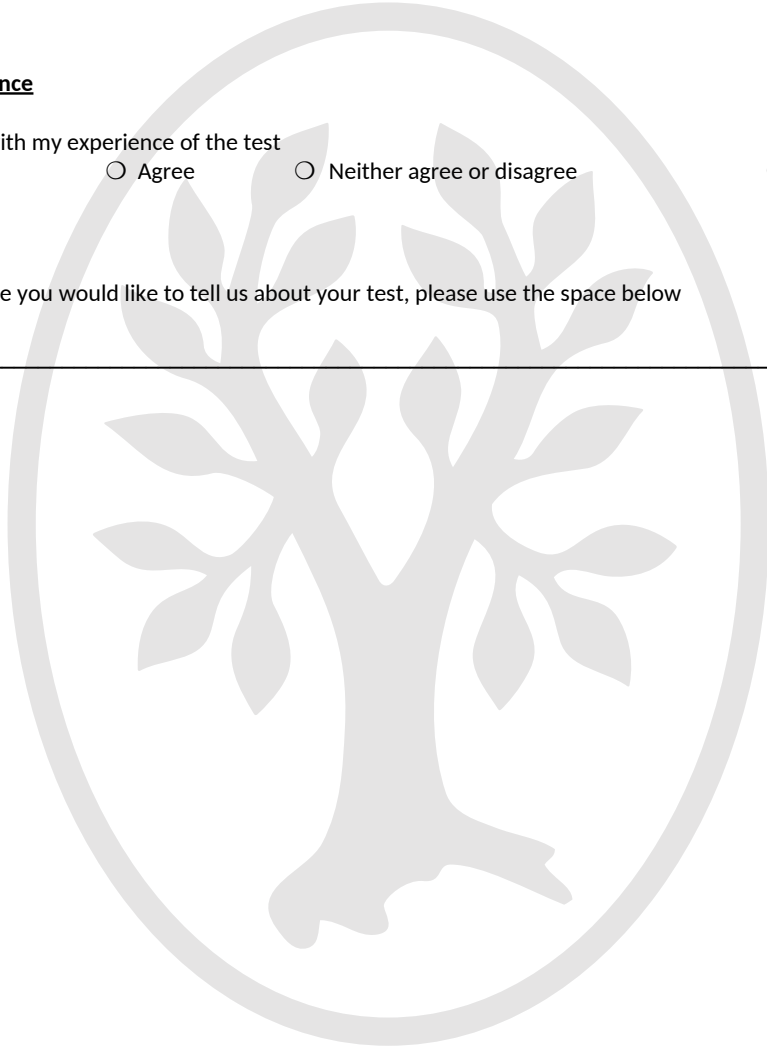 nce
ith my experience of the test
❍ Agree ❍ Neither agree or disagree
e you would like to tell us about your test, please use the space below